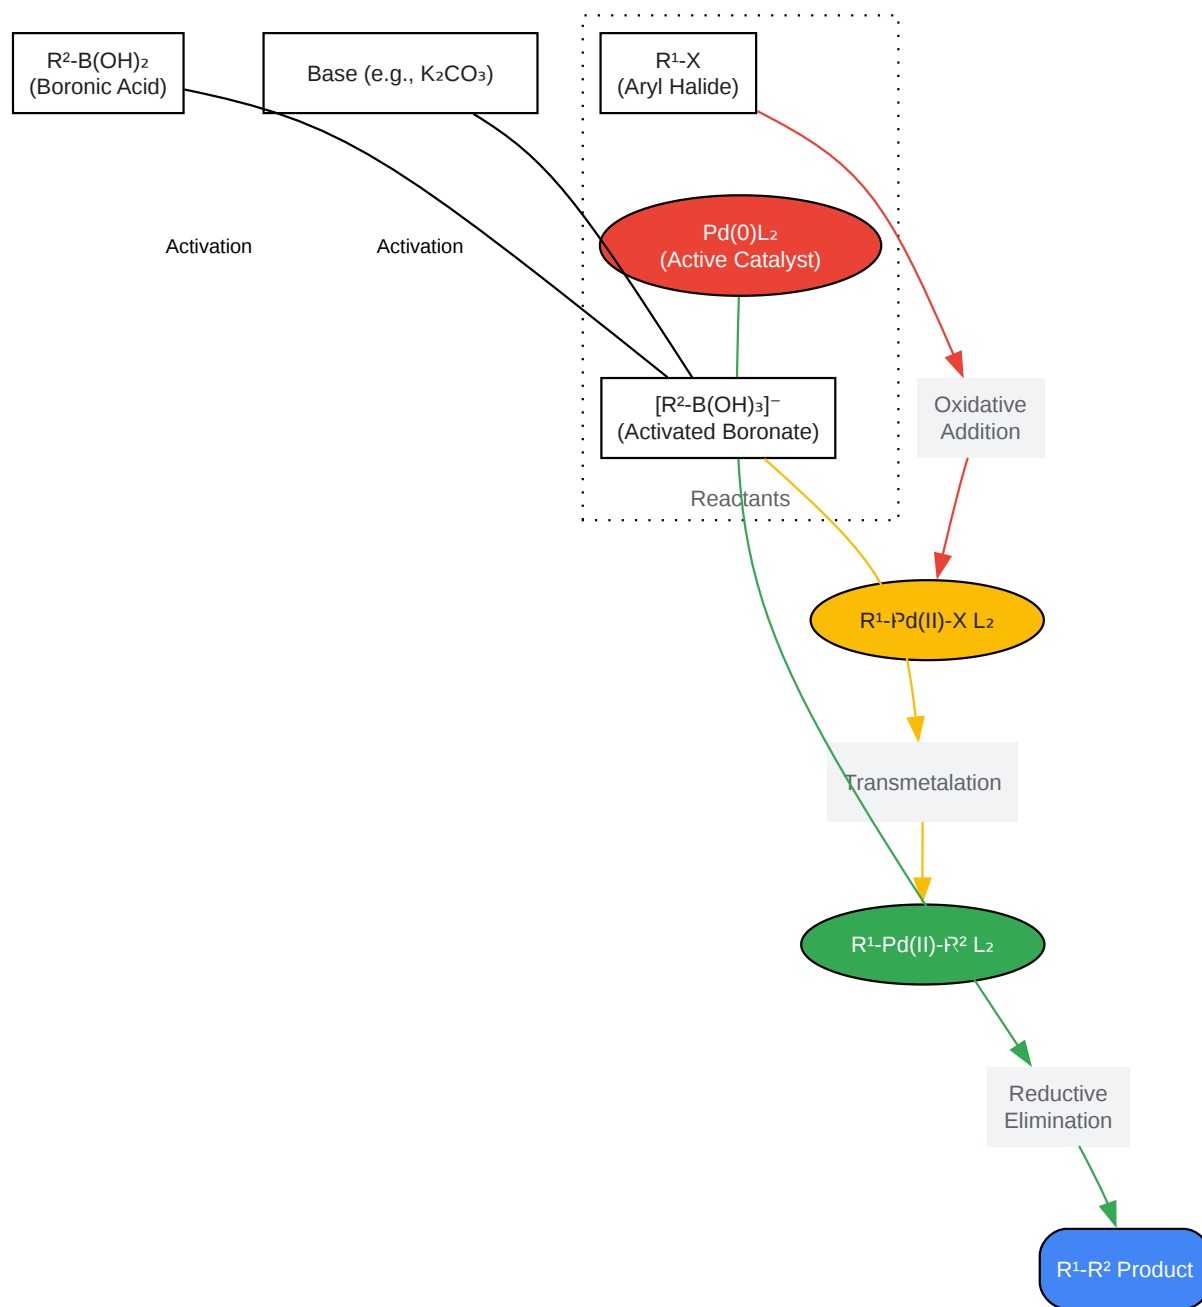 R²-B(OH)₂
(Boronic Acid)
Base (e.g., K₂CO₃)
R¹-X
(Aryl Halide)
Pd(0)L₂
(Active Catalyst)
Activation
Activation
[R²-B(OH)₃]⁻
(Activated Boronate)
Oxidative
Addition
Reactants
R¹-Pd(II)-X L₂
Transmetalation
R¹-Pd(II)-R² L₂
Reductive
Elimination
R¹-R² Product